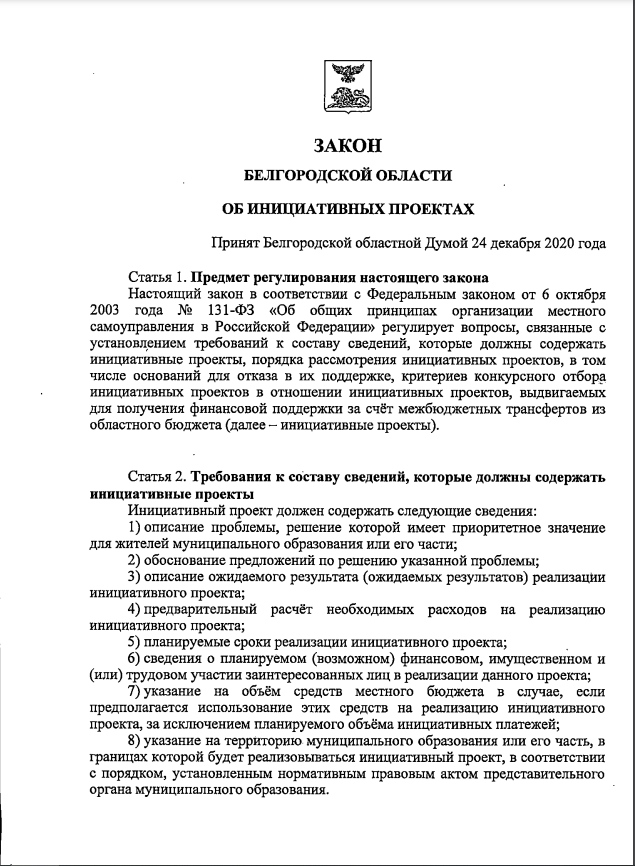 ЗАКОН
БЕЛГОРОДСКОЙ ОБЛАСТИ
ОБ ИНИЦИАТИВНЫХ ПРОЕКТАХ
Принят Белгородской областной Думой 24 декабря 2020 года
Статья 1. Предмет регулирования настоящего закона
Настоящий закон в соответствии с Федеральным законом от 6 октября
2003 года № 131-ФЗ «Об общих принципах организации местного
самоуправления в Российской Федерации» регулирует вопросы, связанные с
установлением требований к составу сведений, которые должны содержать
инициативные проекты, порядка рассмотрения инициативных проектов, в том
числе оснований для отказа в их поддержке, критериев конкурсного отбора
инициативных проектов в отношении инициативных проектов, выдвигаемых
для получения финансовой поддержки за счёт межбюджетных трансфертов из
областного бюджета (далее – инициативные проекты).
Статья 2. Требования к составу сведений, которые должны содержать
инициативные проекты
Инициативный проект должен содержать следующие сведения:
1) описание проблемы, решение которой имеет приоритетное значение
для жителей муниципального образования или его части;
2) обоснование предложений по решению указанной проблемы;
3) описание ожидаемого результата (ожидаемых результатов) реализации
инициативного проекта;
4) предварительный расчёт необходимых расходов на реализацию
инициативного проекта;
5) планируемые сроки реализации инициативного проекта;
6) сведения о планируемом (возможном) финансовом, имущественном и
(или) трудовом участии заинтересованных лиц в реализации данного проекта;
7) указание на объём средств местного бюджета в случае, если
предполагается использование этих средств на реализацию инициативного
проекта, за исключением планируемого объёма инициативных платежей;
8) указание на территорию муниципального образования или его часть, в
границах которой будет реализовываться инициативный проект, в соответствии
с порядком, установленным нормативным правовым актом представительного
органа муниципального образования.